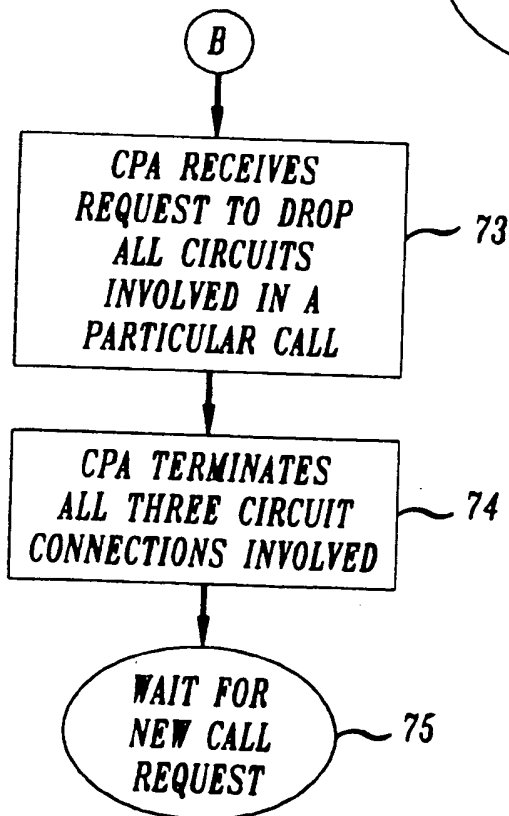 B
CPA RECEIVES
REQUEST TO DROP
ALL CIRCUITS
INVOLVED IN A
PARTICULAR CALL
73
CPA TERMINATES
ALL THREE CIRCUIT
CONNECTIONS INVOLVED
74
WAIT FOR
NEW CALL
REQUEST
75